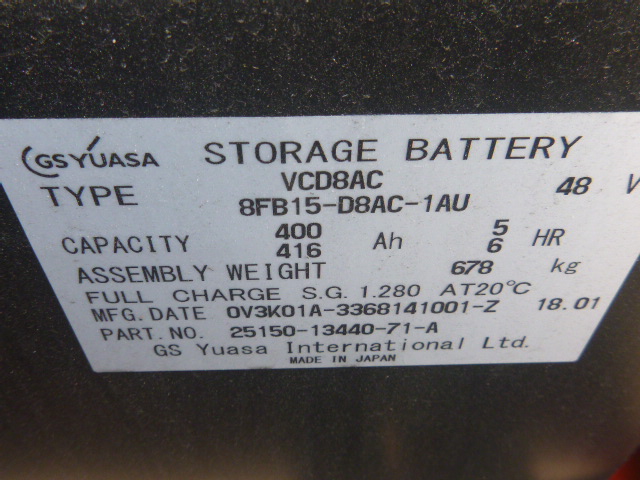 GS YUASA STORAGE BATTERY
TYPE VCD8AC 48 V
8FB15-D8AC-1AU
CAPACITY 400 Ah 5 HR
416 6
ASSEMBLY WEIGHT 678 kg
FULL CHARGE S.G. 1.280 AT20°C
MFG. DATE 0V3K01A-3368141001-Z 18.01
PART. NO. 25150-13440-71-A
GS Yuasa International Ltd.
MADE IN JAPAN